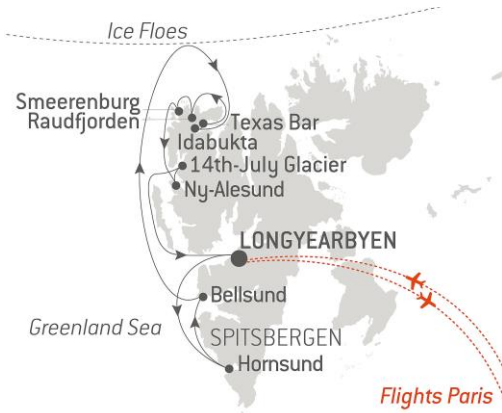 Ice Floes
Smeerenburg
Raudfjorden
Texas Bar
Idabukta
14th-July Glacier
Ny-Alesund
LONGYEARBYEN
Bellsund
Greenland Sea
SPITSBERGEN
Hornsund
Flights Paris